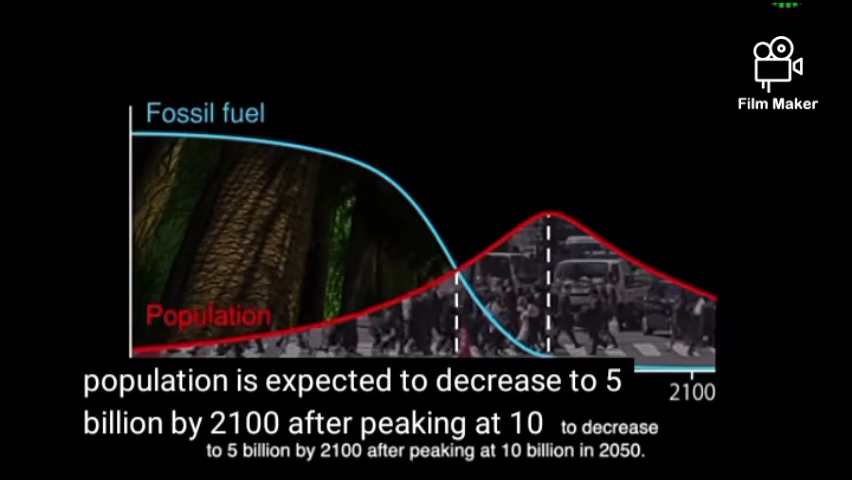 Film Maker
Fossil fuel
Population
2100
population is expected to decrease to 5
billion by 2100 after peaking at 10
to decrease
to 5 billion by 2100 after peaking at 10 billion in 2050.